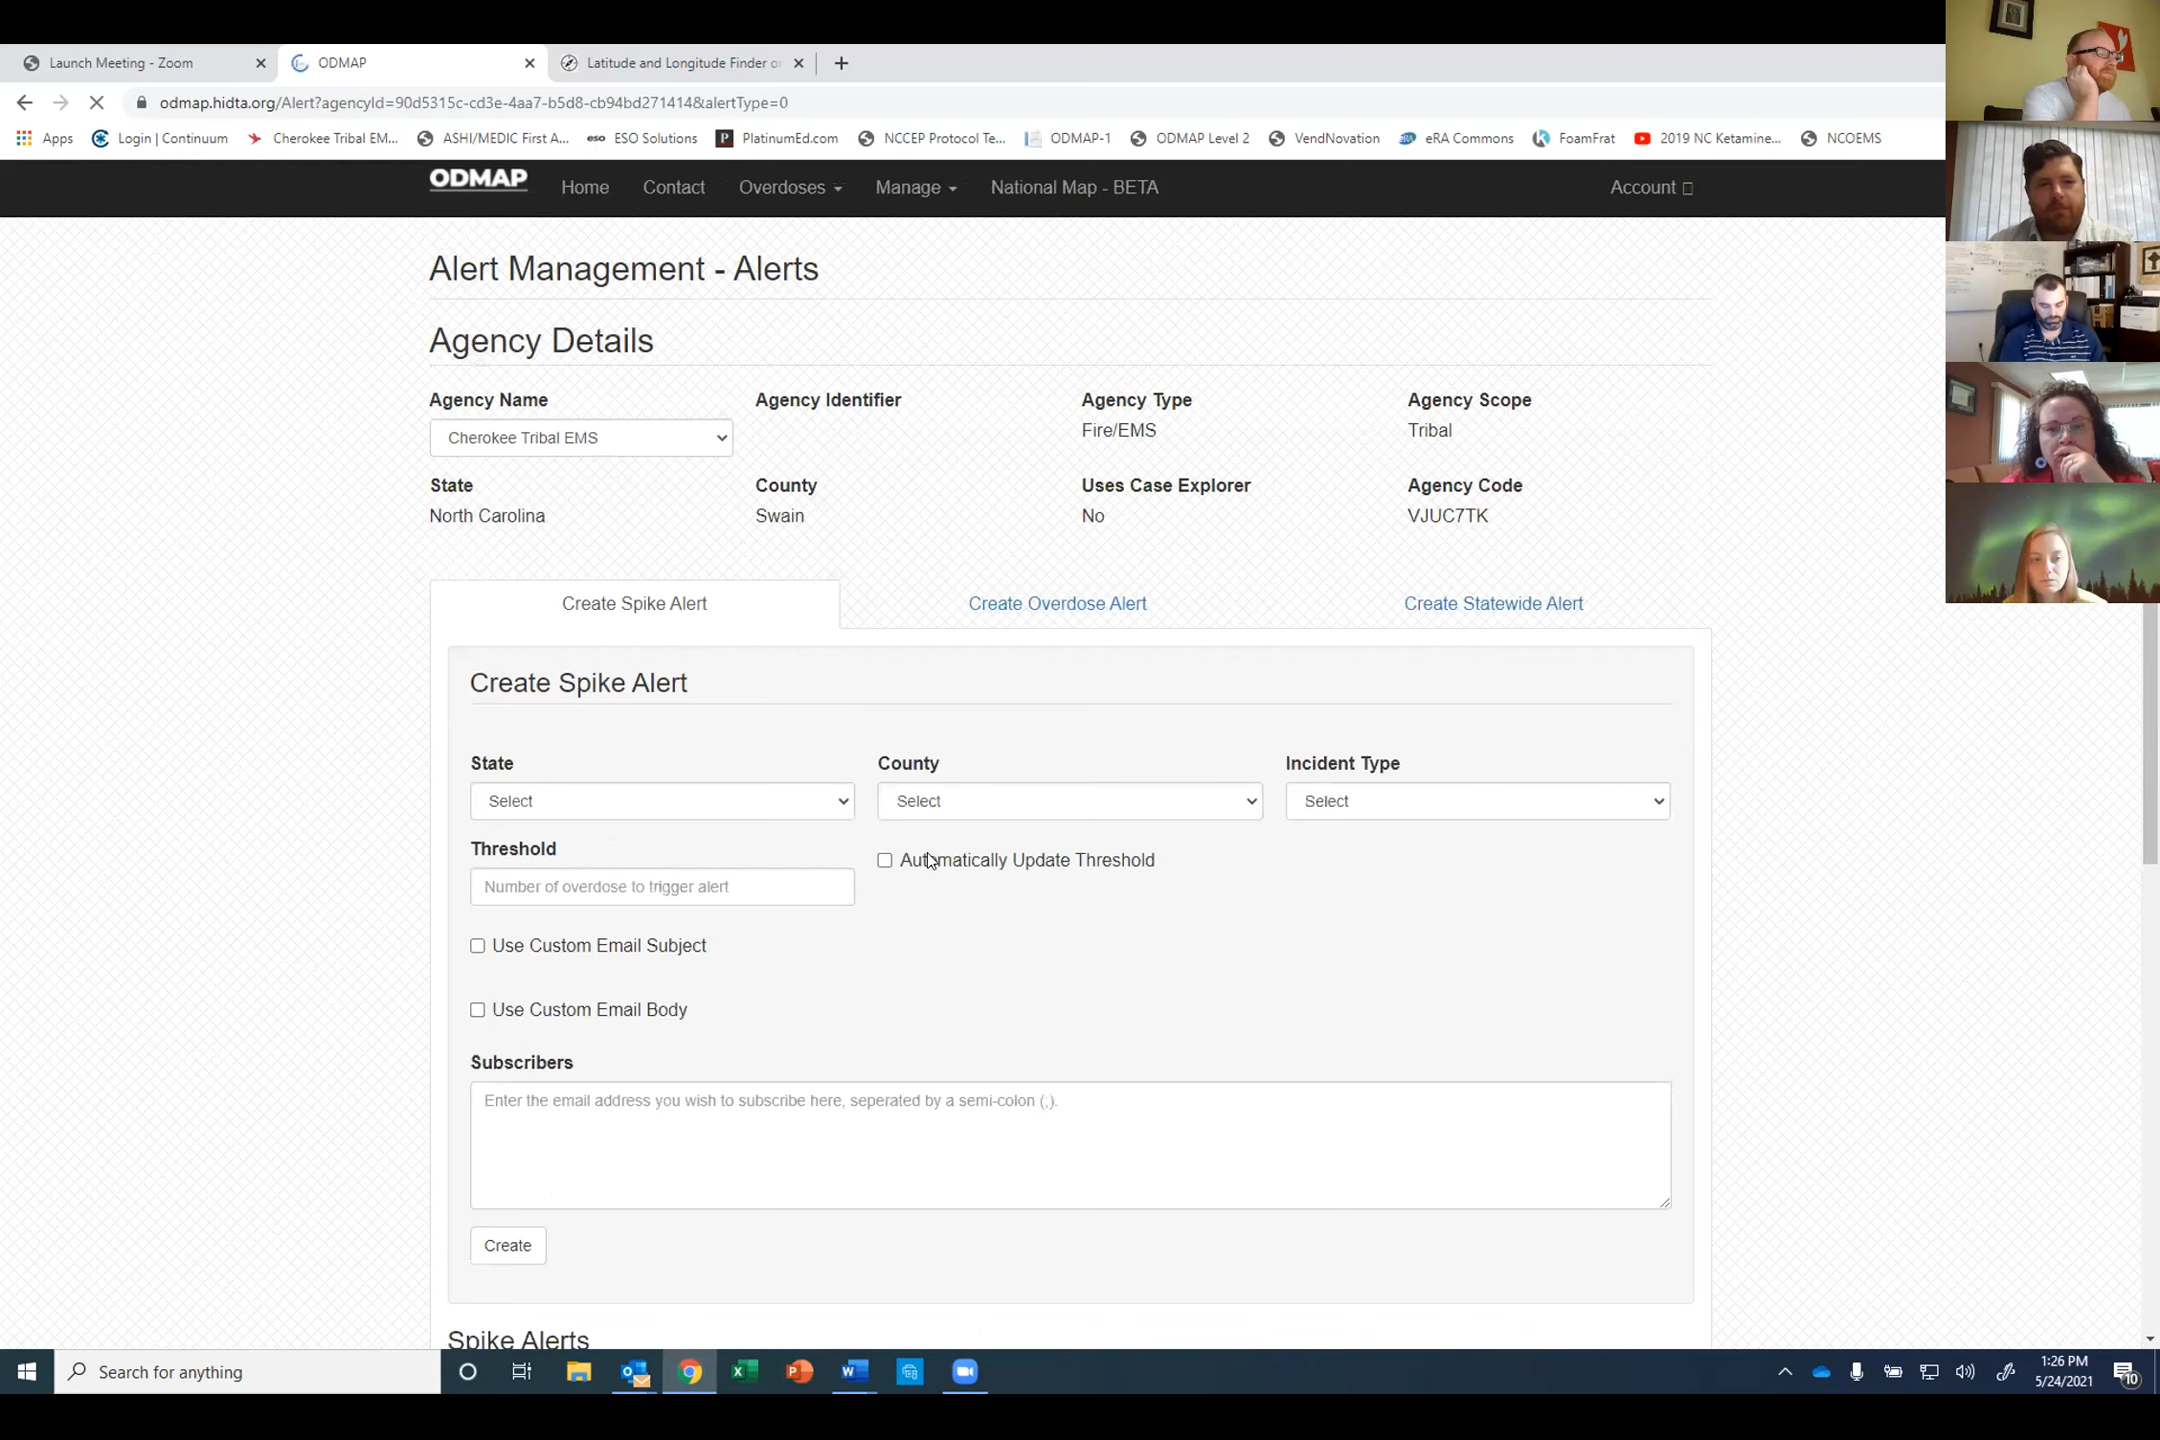 Launch Meeting - Zoom
ODMAP
Latitude and Longitude Finder o
odmap.hidta.org/Alert?agencyId=90d5315c-cd3e-4aa7-b5d8-cb94bd271414&alertType=0
Apps
Login | Continuum
Cherokee Tribal EM...
ASHI/MEDIC First A...
eso ESO Solutions
P PlatinumEd.com
NCCEP Protocol Te...
ODMAP-1
ODMAP Level 2
VendNovation
eRA eRA Commons
FoamFrat
2019 NC Ketamine...
NCOEMS
ODMAP Home Contact Overdoses Manage National Map - BETA Account
Alert Management - Alerts
Agency Details
Agency Name Agency Identifier Agency Type Agency Scope
Cherokee Tribal EMS Fire/EMS Tribal
State County Uses Case Explorer Agency Code
North Carolina Swain No VJUC7TK
Create Spike Alert Create Overdose Alert Create Statewide Alert
Create Spike Alert
State County Incident Type
Select Select Select
Threshold
Automatically Update Threshold
Number of overdose to trigger alert
Use Custom Email Subject
Use Custom Email Body
Subscribers
Enter the email address you wish to subscribe here, seperated by a semi-colon (;).
Create
Spike Alerts
Search for anything
1:26 PM
5/24/2021
10